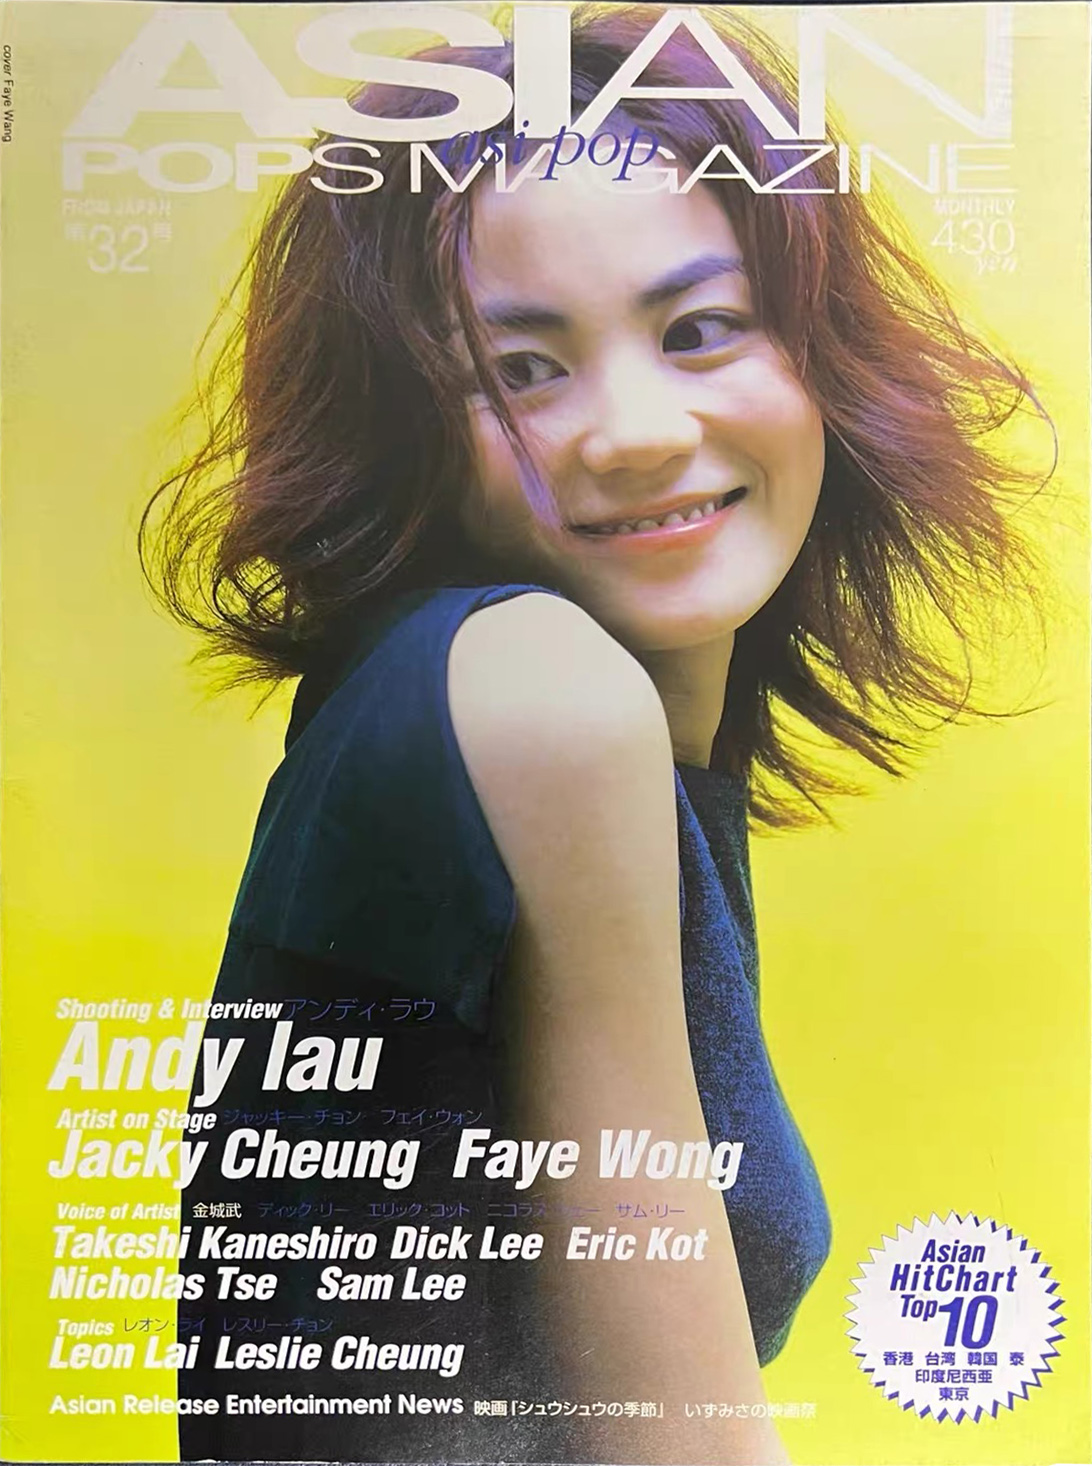 cover Faye Wang
ASIAN
asi pop
POPS MAGAZINE
FROM JAPAN
第32号
MONTHLY
430
yen
Shooting & Interview アンディ・ラウ
Andy lau
Artist on Stage ジャッキー・チョン フェイ・ウォン
Jacky Cheung Faye Wong
Voice of Artist 金城武 ディック・リー エリック・コット ニコラス・ツェー サム・リー
Takeshi Kaneshiro Dick Lee Eric Kot
Nicholas Tse Sam Lee
Topics レオン・ライ レスリー・チョン
Leon Lai Leslie Cheung
Asian Release Entertainment News 映画「シュウシュウの季節」 いずみさの映画祭
Asian
HitChart
Top10
香港 台湾 韓国 泰
印度尼西亜
東京